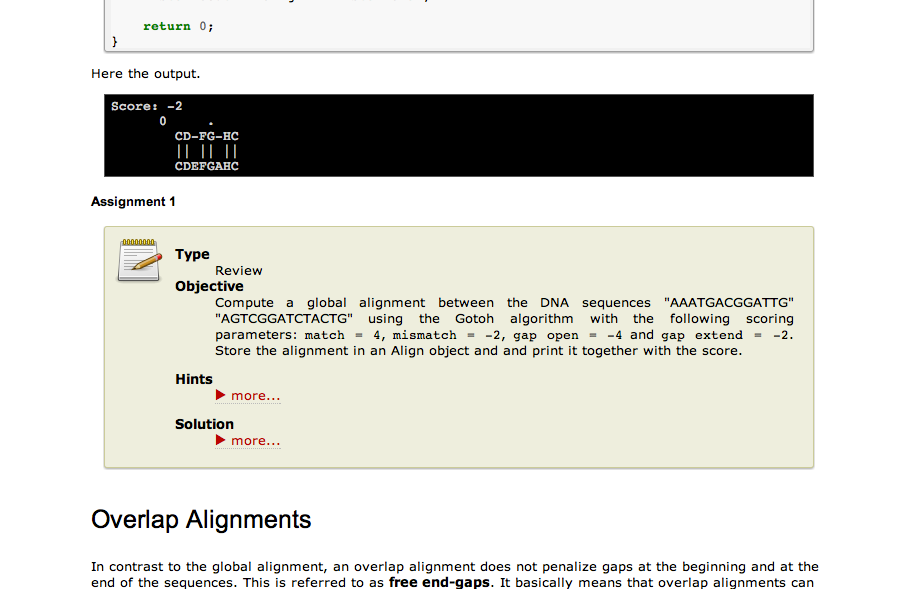 return 0;
}
Here the output.
Score: -2
0 .
CD-FG-HC
|| || ||
CDEFGAHC
Assignment 1
Type
Review
Objective
Compute a global alignment between the DNA sequences "AAATGACGGATTG"
"AGTCGGATCTACTG" using the Gotoh algorithm with the following scoring
parameters: match = 4, mismatch = -2, gap open = -4 and gap extend = -2.
Store the alignment in an Align object and and print it together with the score.
Hints
more...
Solution
more...
Overlap Alignments
In contrast to the global alignment, an overlap alignment does not penalize gaps at the beginning and at the
end of the sequences. This is referred to as free end-gaps. It basically means that overlap alignments can